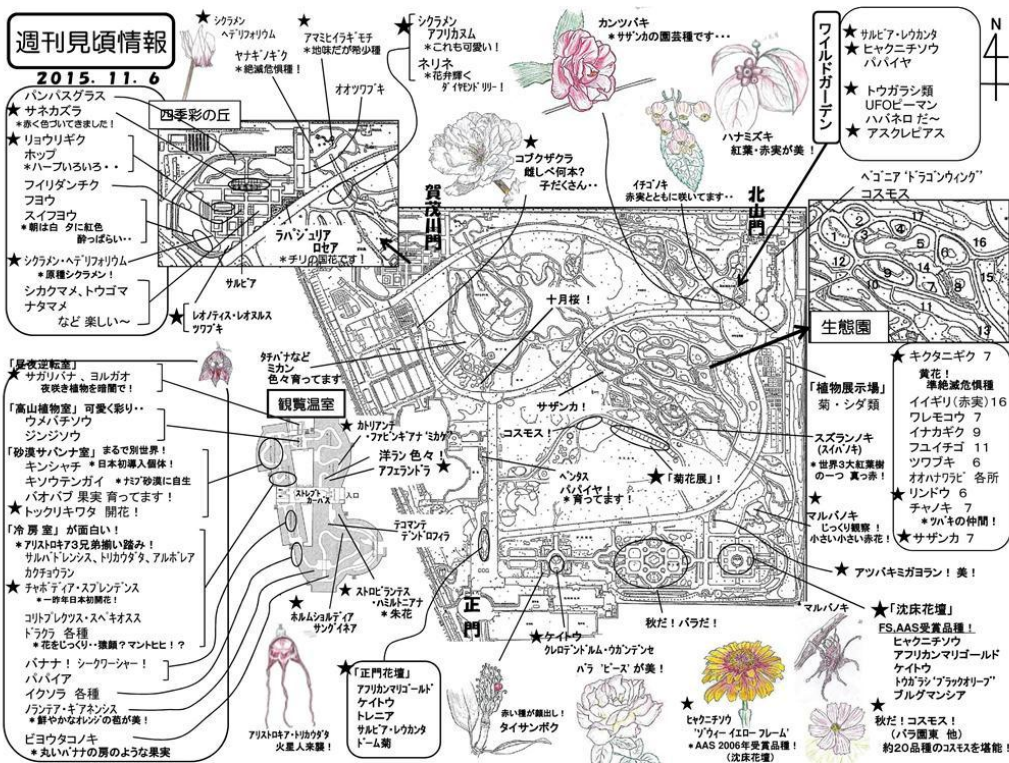 週刊見頃情報
2015. 11. 6
パンパスグラス
★ サネカズラ
*赤く色づいてきました!
★ リョウリギク
ホップ
*ハーブいろいろ・・
フイリダンチク
フヨウ
スイフヨウ
*朝は白 夕に紅色
酔っぱらい・・
★ シクラメン・ヘデリフォリウム
*原種シクラメン!
シカクマメ、トウゴマ
ナタマメ
など 楽しい~
四季彩の丘
★ シクラメン
ヘデリフォリウム
ヤナギノギク
*絶滅危惧種!
★ アマミヒイラギモチ
*地味だが希少種
オオツワブキ
★ シクラメン
アフリカヌム
*これも可愛い!
ネリネ
*花弁輝く
ダイヤモンドリリー!
ラパジュリア
ロセア
*チリの国花です!
サルビア
★ レオノティス・レオヌルス
ツワブキ
カンツバキ
*サザンカの園芸種です・・
★ コブクザクラ
雌しべ何本?
子だくさん・・
イチゴノキ
赤実とともに咲いてます・・
ハナミズキ
紅葉・赤実が美!
ワイルドガーデン
★ サルビア・レウカンタ
★ ヒャクニチソウ
パパイヤ
★ トウガラシ類
UFOピーマン
ハバネロ だ~
★ アスクレピアス
N
4
ベゴニア 'ドラゴンウィング'
コスモス
賀茂川門
北山門
1
2
3
4
5
6
7
8
9
10
11
12
13
14
15
16
17
生態園
★ キクタニギク 7
黄花!
準絶滅危惧種
イイギリ(赤実)16
ワレモコウ 7
イナカギク 9
フユイチゴ 11
ツワブキ 6
オオハナワラビ 各所
★ リンドウ 6
チャノキ 7
*ツバキの仲間!
★ サザンカ 7
十月桜!
タチバナなど
ミカン
色々育ってます
サザンカ!
コスモス!
「植物展示場」
菊・シダ類
スズランノキ
(スイバノキ)
*世界3大紅葉樹
の一つ 真っ赤!
★「菊花展」!
ペンタス
パパイヤ!
*育ってます!
★
マルバノキ
じっくり観察!
小さい小さい赤花!
★ アツバキミガヨラン! 美!
「昼夜逆転室」
★ サガリバナ、ヨルガオ
夜咲き植物を暗闇で!
「高山植物室」 可愛く彩り・・
ウメバチソウ
ジンジソウ
「砂漠サバンナ室」 まるで別世界!
キンシャチ *日本初導入個体!
キソウテンガイ *ナミブ砂漠に自生
バオバブ 果実 育ってます!
★ トックリキワタ 開花!
「冷房室」が面白い!
*アリストロキア3兄弟揃い踏み!
サルバドレンシス、トリカウダタ、アルボレア
カクチョウラン
★ チャボディア・スプレンデンス
*一昨年日本初開花!
コリトプレクツス・スペキオスス
ドラクラ 各種
*花をじっくり・・猿顔?マントヒヒ!?
バナナ! シークワーシャー!
パパイア
イクソラ 各種
ノランテア・ギアネンシス
*鮮やかなオレンジの苞が美!
ビヨウタコノキ
*丸いバナナの房のような果実
観覧温室
★ カトリアンナ
・ファビンギアナ 'ミカゲ'
洋ラン 色々!
アフェランドラ ★
ストレプトカーパス
入口
テコマンテ
デンドロフィラ
★ ストロビランテス
・ハミルトニアナ
*朱花
★ ホルムショルディア
サングイネア
アリストロキア・トリカウダタ
火星人来襲!
正門
★「正門花壇」
アフリカンマリゴールド
ケイトウ
トレニア
サルビア・レウカンタ
ドーム菊
★ ケイトウ
クレロデンドルム・ウガンデンセ
バラ 'ピース' が美!
赤い種が顔出し!
タイサンボク
秋だ!バラだ!
★
ヒャクニチソウ
'ゾウィー イエロー フレーム'
*AAS 2006年受賞品種!
(沈床花壇)
マルバノキ
★「沈床花壇」
FS,AAS受賞品種!
ヒャクニチソウ
アフリカンマリゴールド
ケイトウ
トウガラシ 'ブラックオリーブ'
ブルグマンシア
★
秋だ!コスモス!
(バラ園東 他)
約20品種のコスモスを堪能!